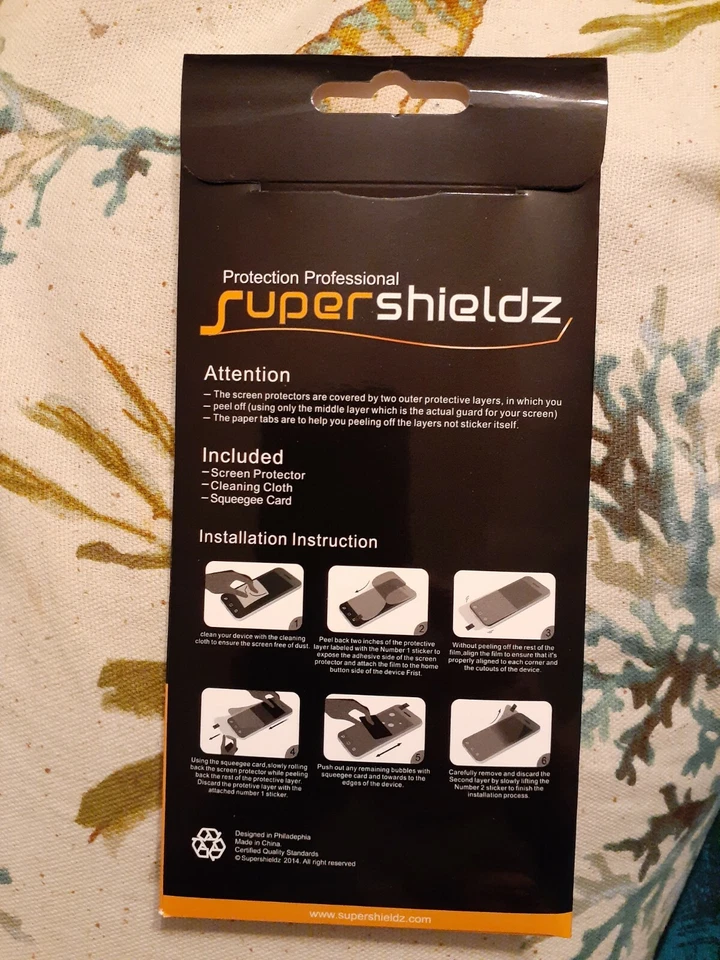 Protection Professional
supershieldz
Attention
– The screen protectors are covered by two outer protective layers, in which you
– peel off (using only the middle layer which is the actual guard for your screen)
– The paper tabs are to help you peeling off the layers not sticker itself.
Included
– Screen Protector
– Cleaning Cloth
– Squeegee Card
Installation Instruction
1
clean your device with the cleaning
cloth to ensure the screen free of dust.
2
Peel back two inches of the protective
layer labeled with the Number 1 sticker to
expose the adhesive side of the screen
protector and attach the film to the home
button side of the device Frist.
3
Without peeling off the rest of the
film,align the film to ensure that it's
properly aligned to each corner and
the cutouts of the device.
4
Using the squeegee card,slowly rolling
back the screen protector while peeling
back the rest of the protective layer.
Discard the protetive layer with the
attached number 1 sticker.
5
Push out any remaining bubbles with
squeegee card and towards to the
edges of the device.
6
Carefully remove and discard the
Second layer by slowly lifting the
Number 2 sticker to finish the
installation process.
Designed in Philadephia
Made in China.
Certified Quality Standards
© Supershieldz 2014. All right reserved
www.supershieldz.com